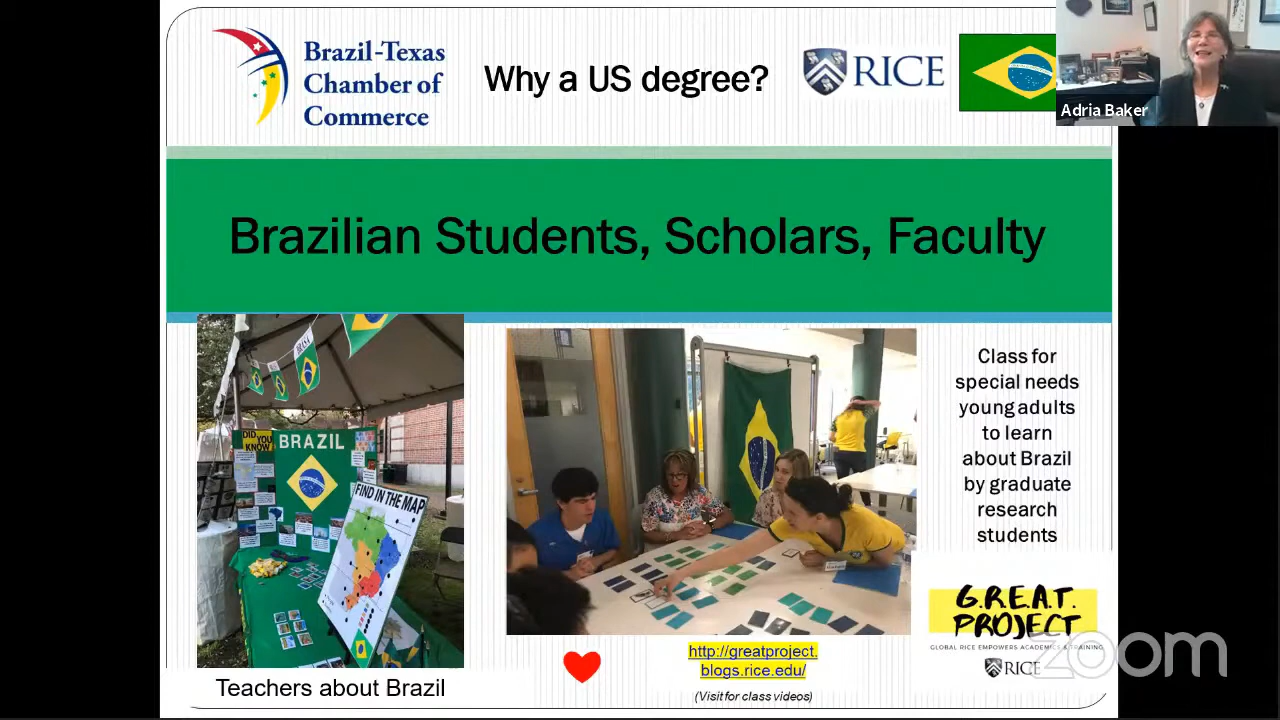 Brazil-Texas
Chamber of
Commerce
Why a US degree?
RICE
Adria Baker
Brazilian Students, Scholars, Faculty
DID YOU
KNOW?
BRAZIL
FIND IN THE MAP
Class for
special needs
young adults
to learn
about Brazil
by graduate
research
students
G.R.E.A.T.
PROJECT
GLOBAL RICE EMPOWERS ACADEMICS & TRAINING
RICE
zoom
http://greatproject.
blogs.rice.edu/
(Visit for class videos)
Teachers about Brazil